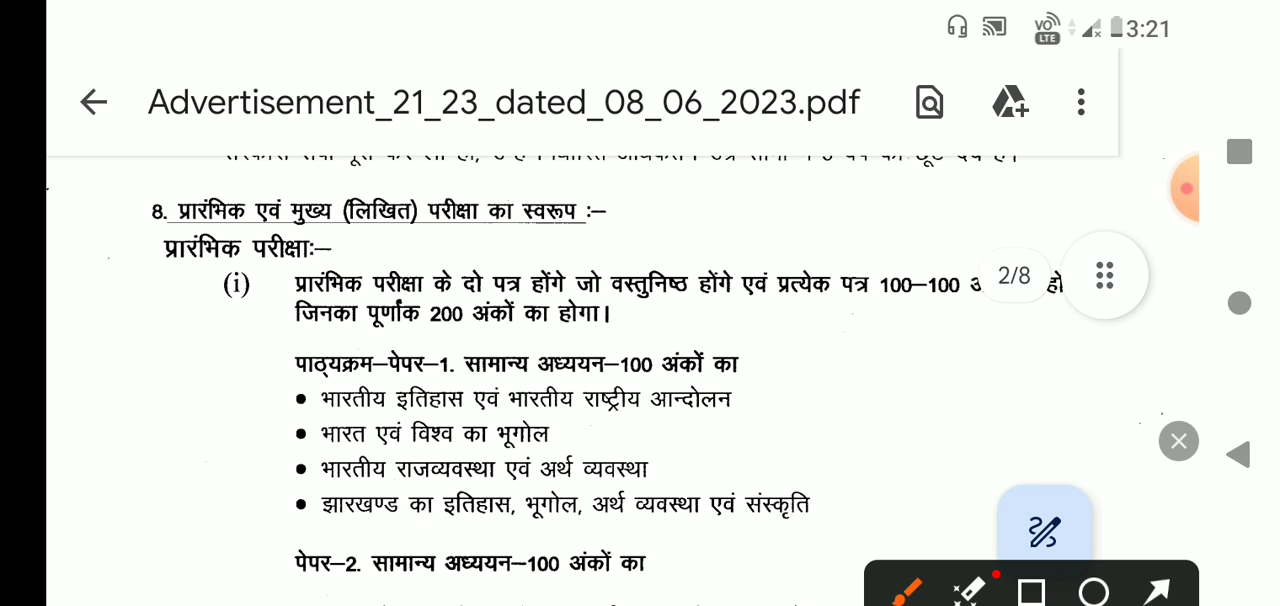 3:21
VO LTE
Advertisement_21_23_dated_08_06_2023.pdf
8. प्रारंभिक एवं मुख्य (लिखित) परीक्षा का स्वरूप :–
प्रारंभिक परीक्षाः–
(i) प्रारंभिक परीक्षा के दो पत्र होंगे जो वस्तुनिष्ठ होंगे एवं प्रत्येक पत्र 100–100
2/8
जिनका पूर्णांक 200 अंकों का होगा।
पाठ्यक्रम–पेपर–1. सामान्य अध्ययन–100 अंकों का
• भारतीय इतिहास एवं भारतीय राष्ट्रीय आन्दोलन
• भारत एवं विश्व का भूगोल
• भारतीय राजव्यवस्था एवं अर्थ व्यवस्था
• झारखण्ड का इतिहास, भूगोल, अर्थ व्यवस्था एवं संस्कृति
पेपर–2. सामान्य अध्ययन–100 अंकों का